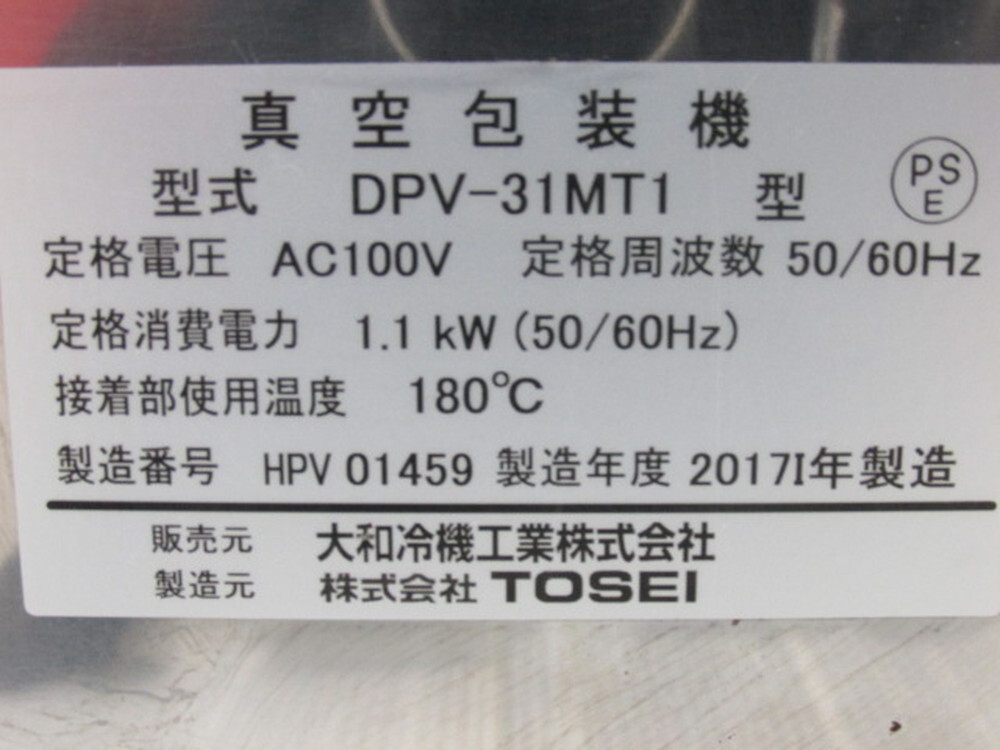 真空包装機
型式 DPV-31MT1 型 PSE
定格電圧 AC100V 定格周波数 50/60Hz
定格消費電力 1.1 kW (50/60Hz)
接着部使用温度 180℃
製造番号 HPV 01459 製造年度 2017I年製造
販売元 大和冷機工業株式会社
製造元 株式会社 TOSEI